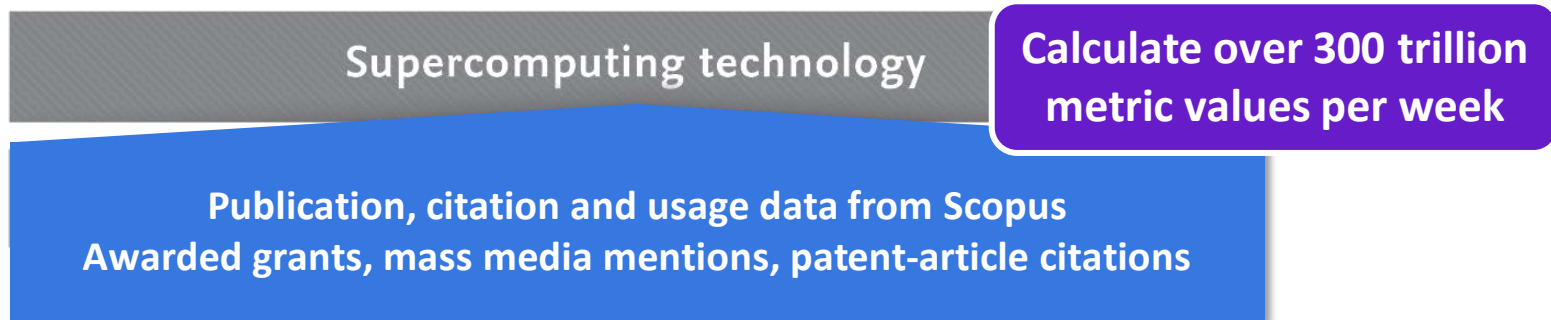 Supercomputing technology
Calculate over 300 trillion
metric values per week
Publication, citation and usage data from Scopus
Awarded grants, mass media mentions, patent-article citations